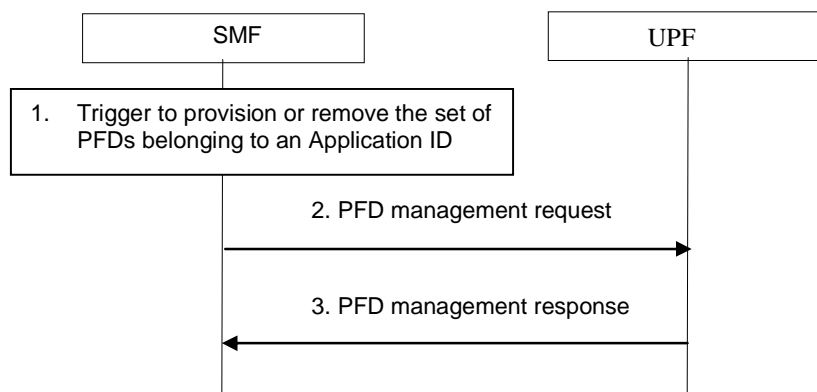 SMF
UPF
1. Trigger to provision or remove the set of
PFDs belonging to an Application ID
2. PFD management request
3. PFD management response